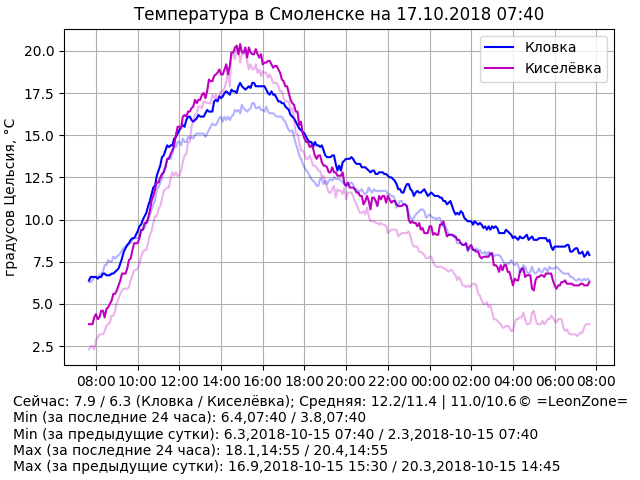 Температура в Смоленске на 17.10.2018 07:40
Кловка
Киселёвка
градусов Цельсия, °C
20.0
17.5
15.0
12.5
10.0
7.5
5.0
2.5
08:00 10:00 12:00 14:00 16:00 18:00 20:00 22:00 00:00 02:00 04:00 06:00 08:00
Сейчас: 7.9 / 6.3 (Кловка / Киселёвка); Средняя: 12.2/11.4 | 11.0/10.6© =LeonZone=
Min (за последние 24 часа): 6.4,07:40 / 3.8,07:40
Min (за предыдущие сутки): 6.3,2018-10-15 07:40 / 2.3,2018-10-15 07:40
Max (за последние 24 часа): 18.1,14:55 / 20.4,14:55
Max (за предыдущие сутки): 16.9,2018-10-15 15:30 / 20.3,2018-10-15 14:45